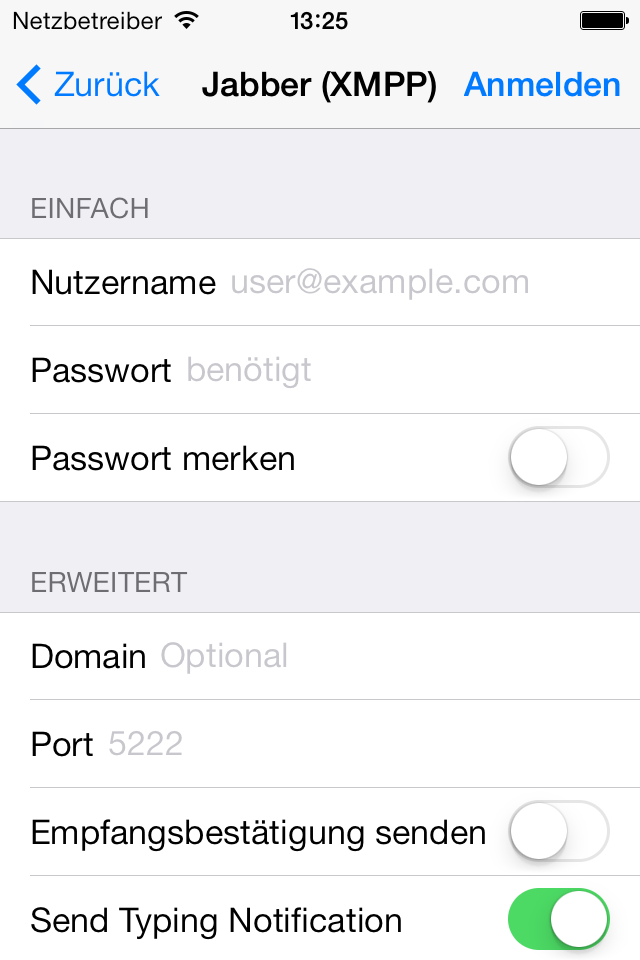 Netzbetreiber 13:25
Zurück Jabber (XMPP) Anmelden
EINFACH
Nutzername user@example.com
Passwort benötigt
Passwort merken
ERWEITERT
Domain Optional
Port 5222
Empfangsbestätigung senden
Send Typing Notification